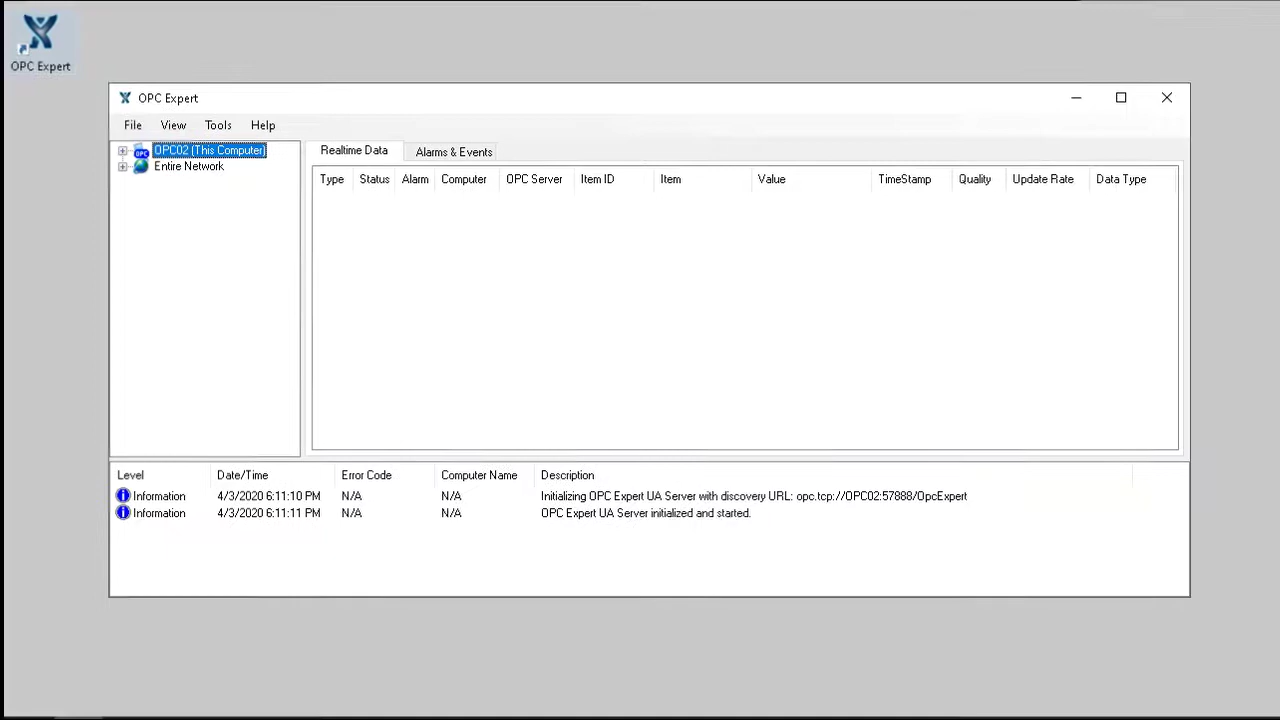 OPC Expert
OPC Expert
File View Tools Help
OPC02 (This Computer)
Entire Network
Realtime Data Alarms & Events
Type Status Alarm Computer OPC Server Item ID Item Value TimeStamp Quality Update Rate Data Type
Level Date/Time Error Code Computer Name Description
Information 4/3/2020 6:11:10 PM N/A N/A Initializing OPC Expert UA Server with discovery URL: opc.tcp://OPC02:57888/OpcExpert
Information 4/3/2020 6:11:11 PM N/A N/A OPC Expert UA Server initialized and started.